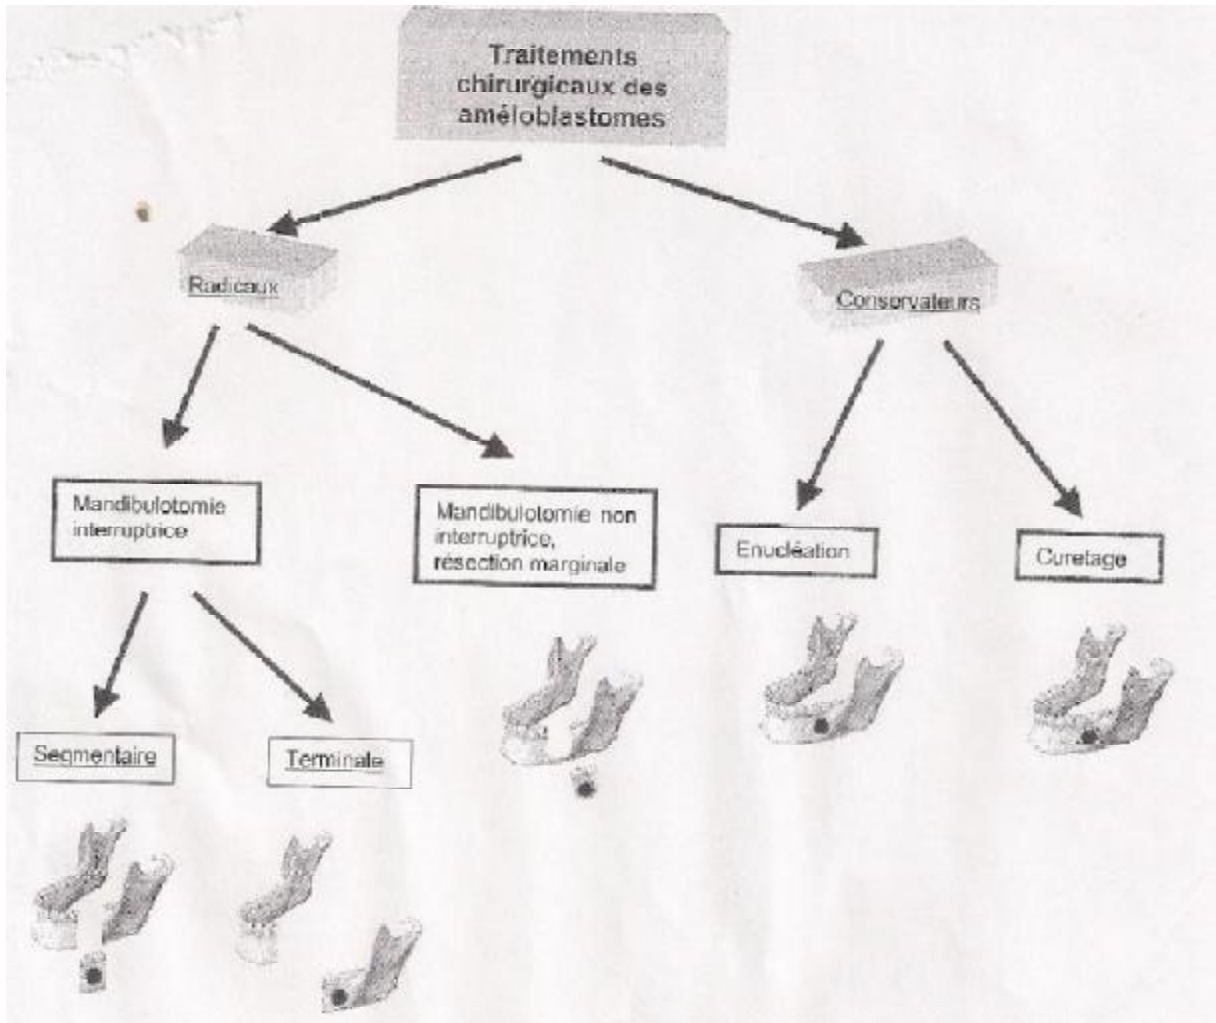 Traitements
chirurgicaux des
améloblastomes
Radicaux
Conservateurs
Mandibulotomie
interruptrice
Mandibulotomie non
interruptrice,
résection marginale
Enucléation
Curetage
Segmentaire
Terminale